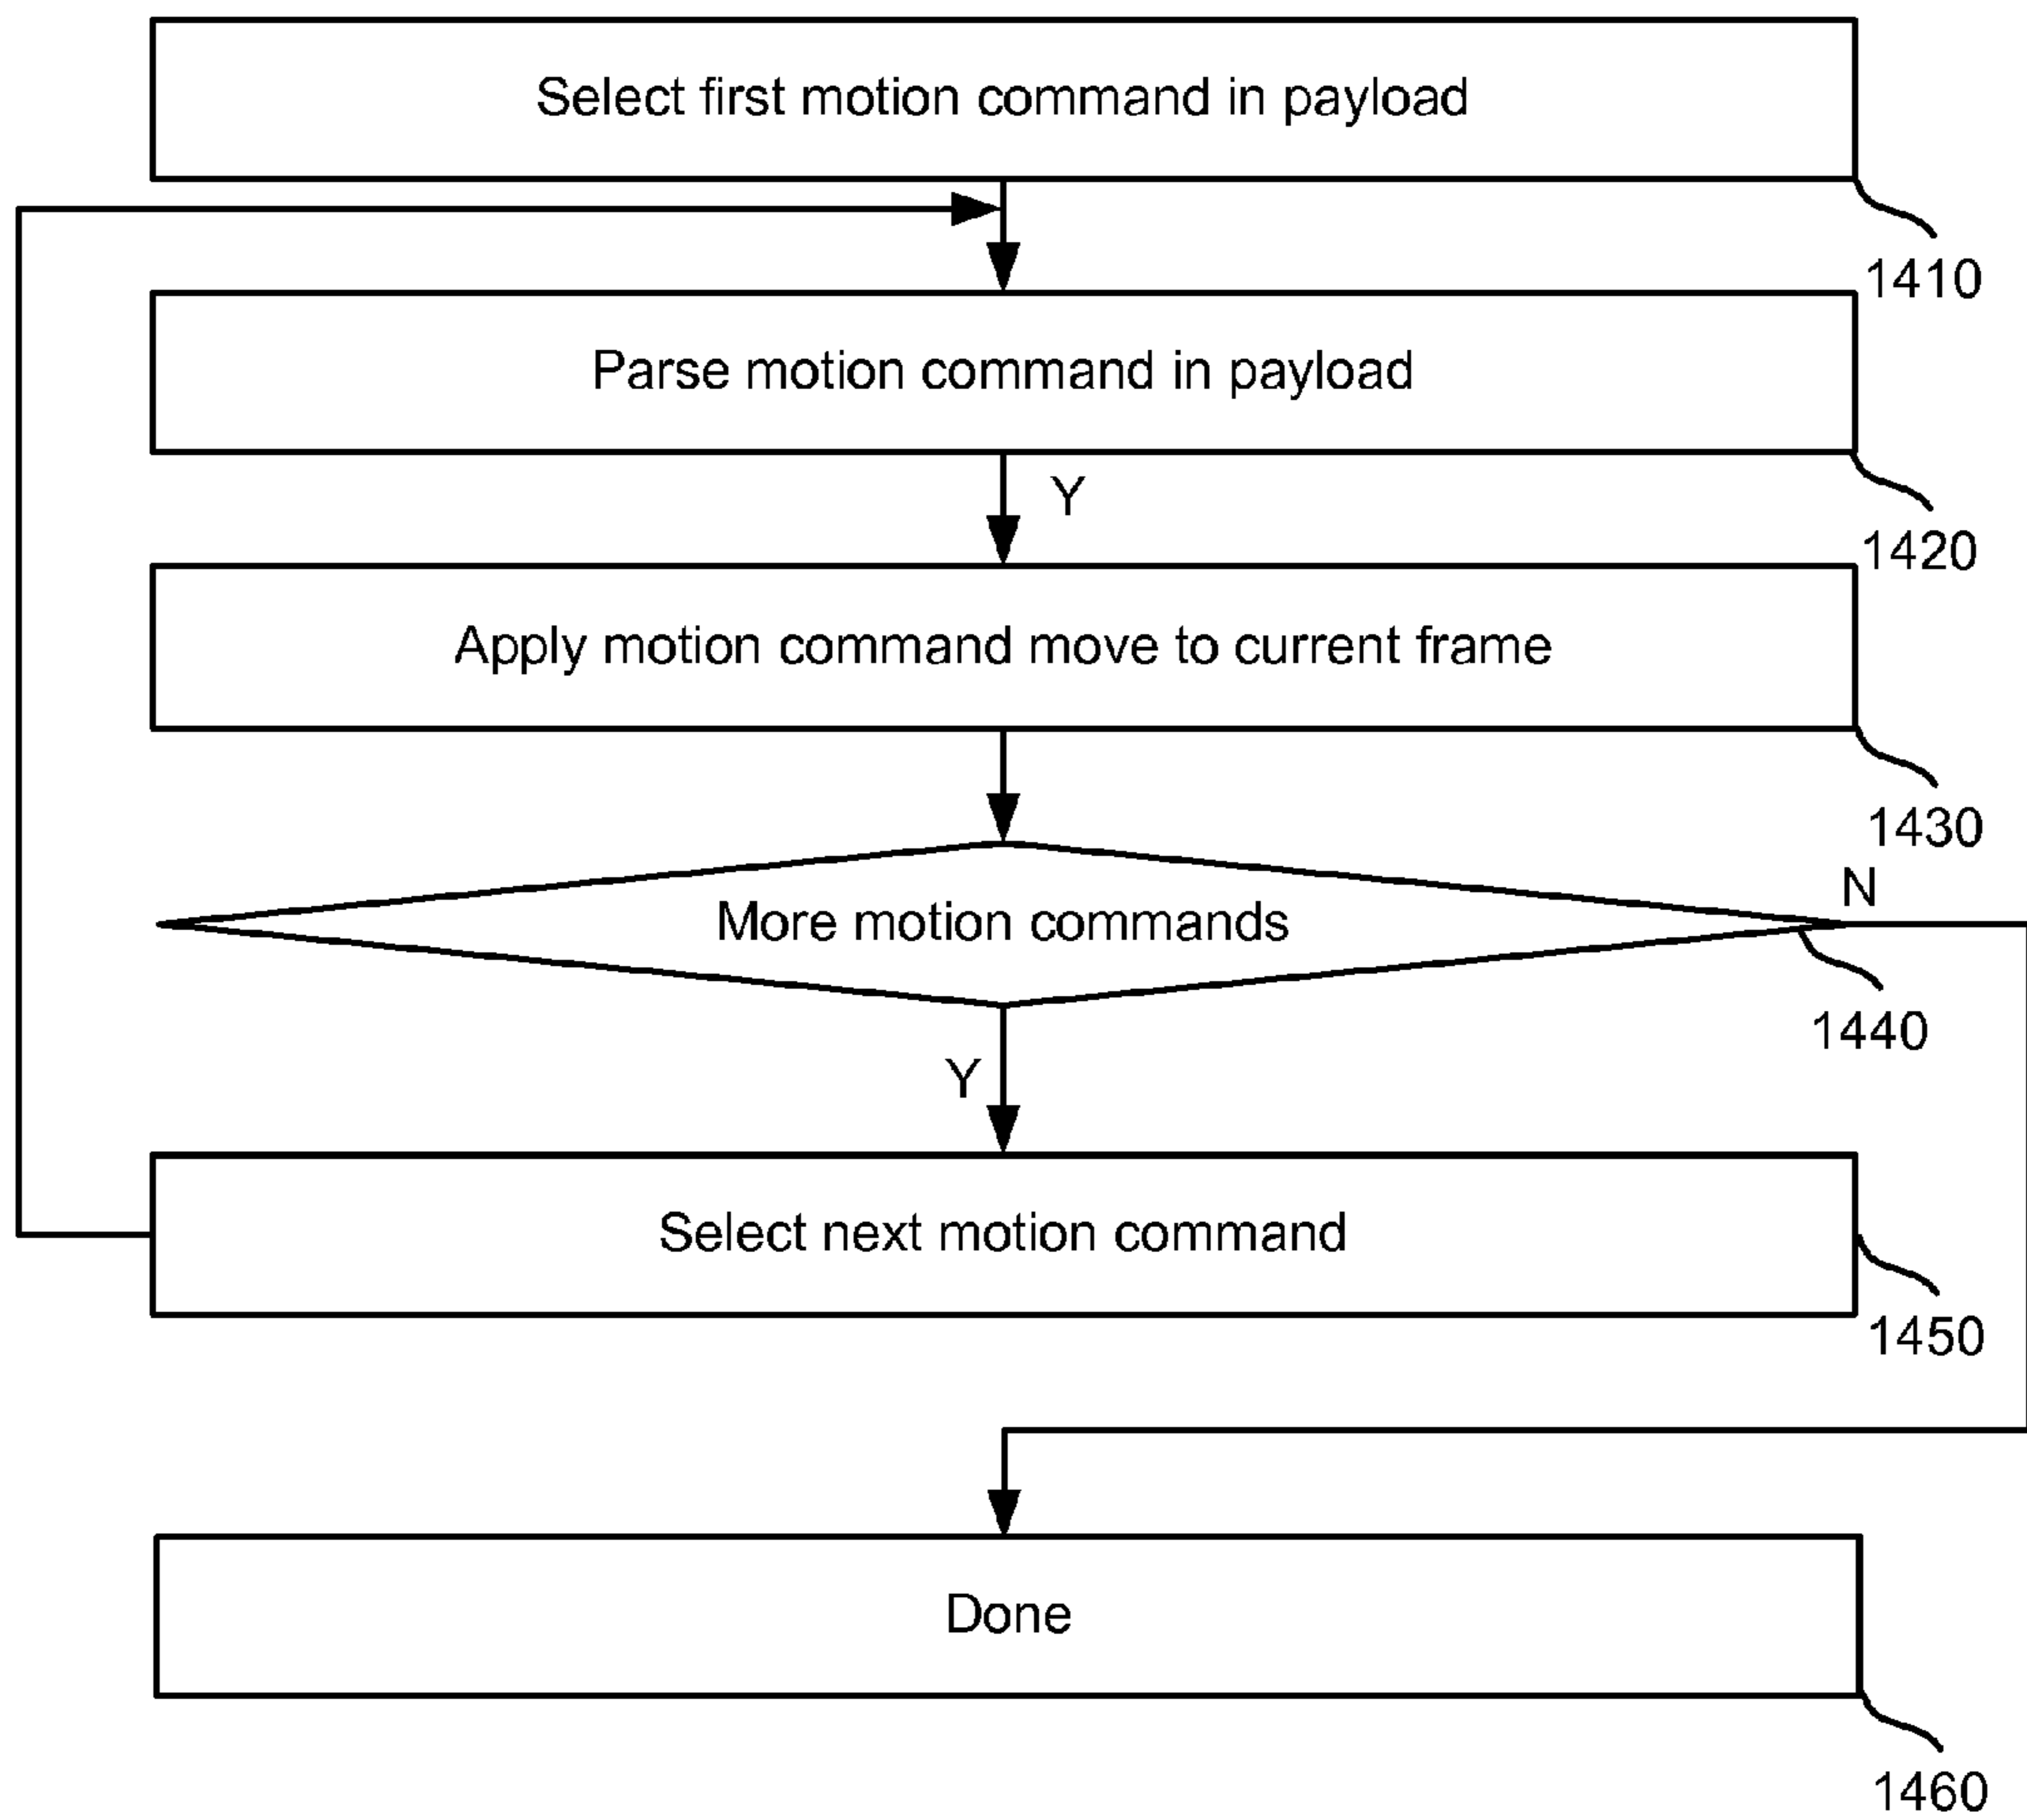 Select first motion command in payload
1410
Parse motion command in payload
Y
1420
Apply motion command move to current frame
1430
N
More motion commands
1440
Y
Select next motion command
1450
Done
1460